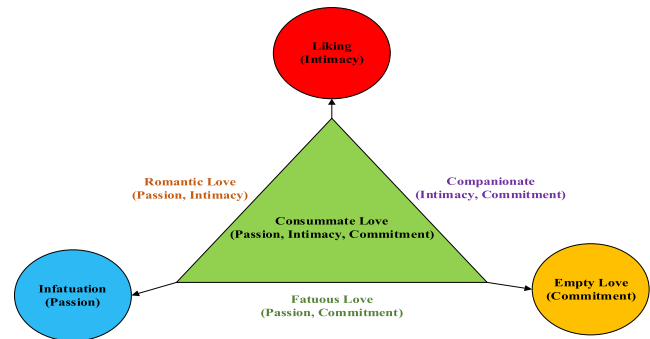 Liking
(Intimacy)
Romantic Love
(Passion, Intimacy)
Companionate
(Intimacy, Commitment)
Consummate Love
(Passion, Intimacy, Commitment)
Infatuation
(Passion)
Empty Love
(Commitment)
Fatuous Love
(Passion, Commitment)